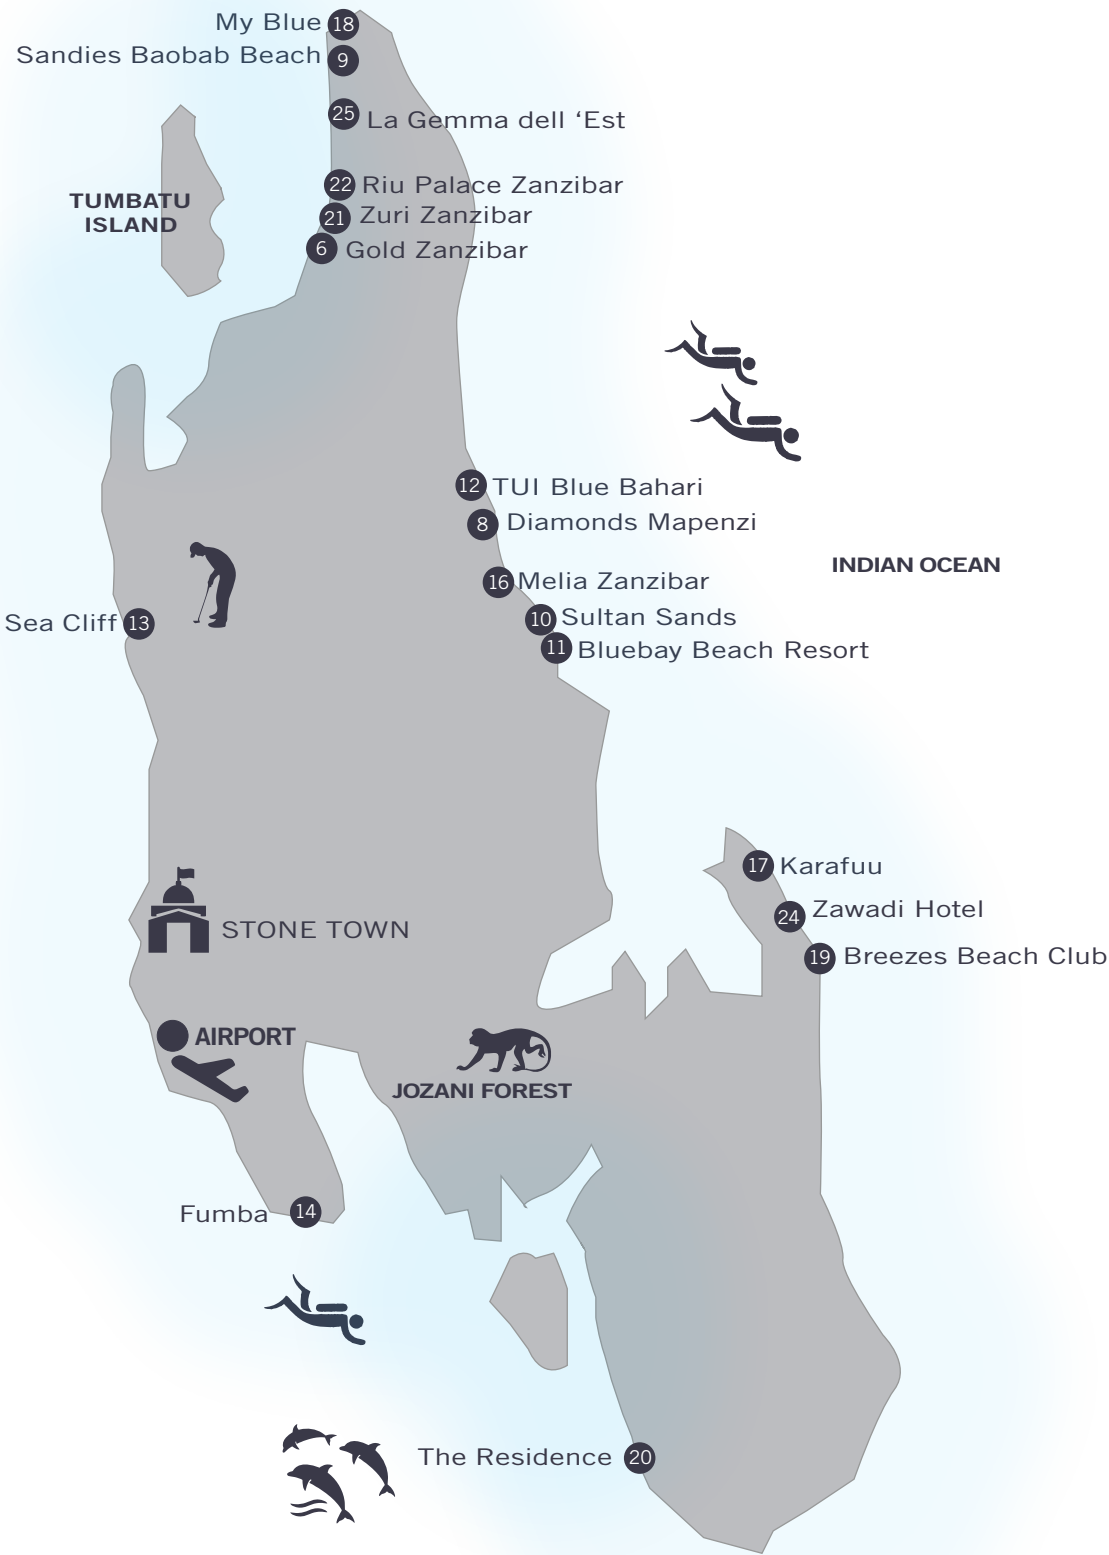 My Blue 18
Sandies Baobab Beach 9
25 La Gemma dell ‘Est
22 Riu Palace Zanzibar
TUMBATU
ISLAND
21 Zuri Zanzibar
6 Gold Zanzibar
12 TUI Blue Bahari
8 Diamonds Mapenzi
INDIAN OCEAN
16 Melia Zanzibar
Sea Cliff 13
10 Sultan Sands
11 Bluebay Beach Resort
17 Karafuu
24 Zawadi Hotel
STONE TOWN
19 Breezes Beach Club
AIRPORT
JOZANI FOREST
Fumba 14
The Residence 20